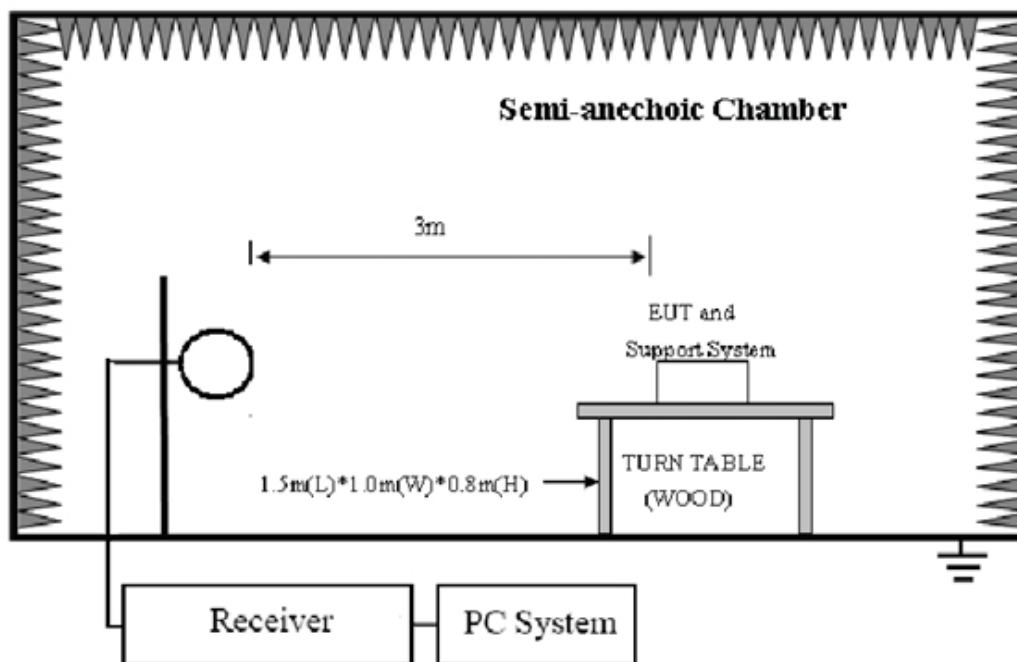 Semi-anechoic Chamber
3m
EUT and
Support System
1.5m(L)*1.0m(W)*0.8m(H)
TURN TABLE
(WOOD)
Receiver
PC System